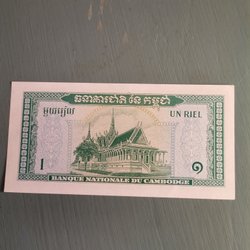 ធនាគារជាតិ នៃ កម្ពុជា
មួយរៀល UN RIEL
1 ១
BANQUE NATIONALE DU CAMBODGE